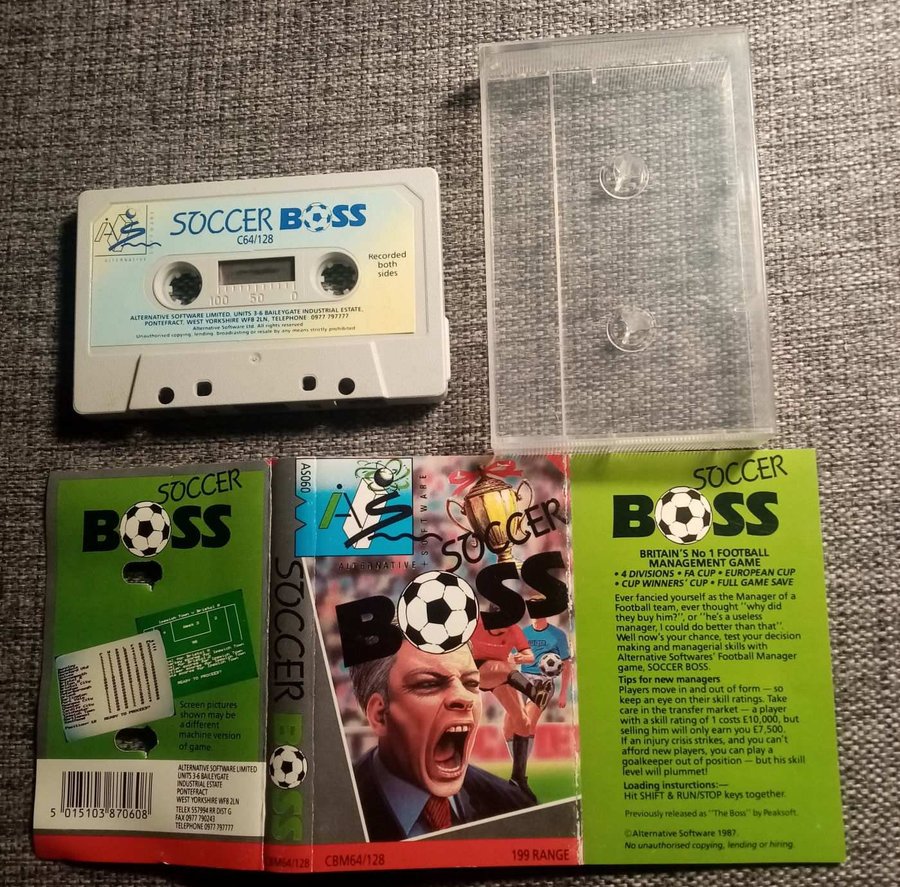 SOCCER BOSS
C64/128
ALTERNATIVE
Recorded
both
sides
100 50 0
ALTERNATIVE SOFTWARE LIMITED, UNITS 3-6 BAILEYGATE INDUSTRIAL ESTATE,
PONTEFRACT, WEST YORKSHIRE WF8 2LN, TELEPHONE 0977 797777
Alternative Software Ltd. All rights reserved
Unauthorised copying, lending, broadcasting or resale by any means strictly prohibited
SOCCER
BOSS
READY TO PROCEED?
READY TO PROCEED?
Screen pictures
shown may be
a different
machine version
of game.
ALTERNATIVE SOFTWARE LIMITED
UNITS 3-6 BAILEYGATE
INDUSTRIAL ESTATE
PONTEFRACT
WEST YORKSHIRE WF8 2LN
TELEX 557994 RR DIST G
FAX 0977 790243
TELEPHONE 0977 797777
5 015103 870608
AS060
SOCCER BOSS
CBM64/128
ALTERNATIVE + SOFTWARE
SOCCER
BOSS
CBM64/128
199 RANGE
SOCCER
BOSS
BRITAIN'S No 1 FOOTBALL
MANAGEMENT GAME
• 4 DIVISIONS • FA CUP • EUROPEAN CUP
• CUP WINNERS' CUP • FULL GAME SAVE
Ever fancied yourself as the Manager of a
Football team, ever thought "why did
they buy him?", or "he's a useless
manager, I could do better than that".
Well now's your chance, test your decision
making and managerial skills with
Alternative Softwares' Football Manager
game, SOCCER BOSS.
Tips for new managers
Players move in and out of form — so
keep an eye on their skill ratings. Take
care in the transfer market — a player
with a skill rating of 1 costs £10,000, but
selling him will only earn you £7,500.
If an injury crisis strikes, and you can't
afford new players, you can play a
goalkeeper out of position — but his skill
level will plummet!
Loading insturctions:—
Hit SHIFT & RUN/STOP keys together.
Previously released as "The Boss" by Peaksoft.
©Alternative Software 1987.
No unauthorised copying, lending or hiring.